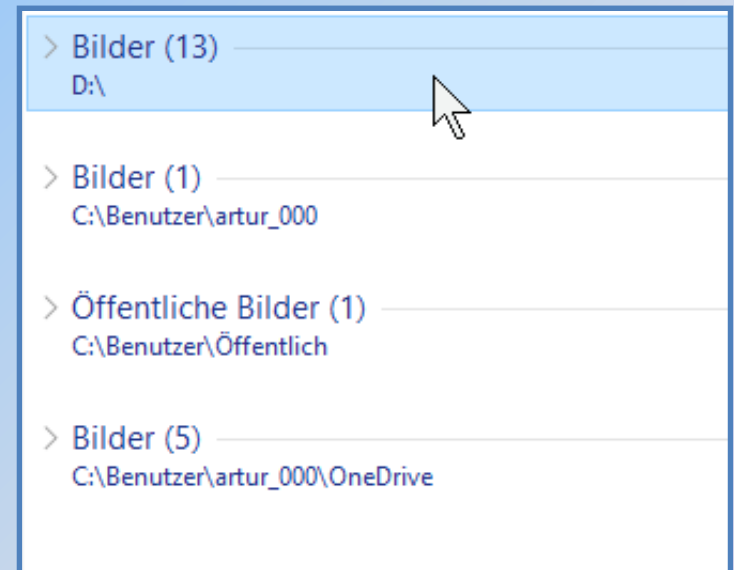 Bilder (13)
D:\
Bilder (1)
C:\Benutzer\artur_000
Öffentliche Bilder (1)
C:\Benutzer\Öffentlich
Bilder (5)
C:\Benutzer\artur_000\OneDrive